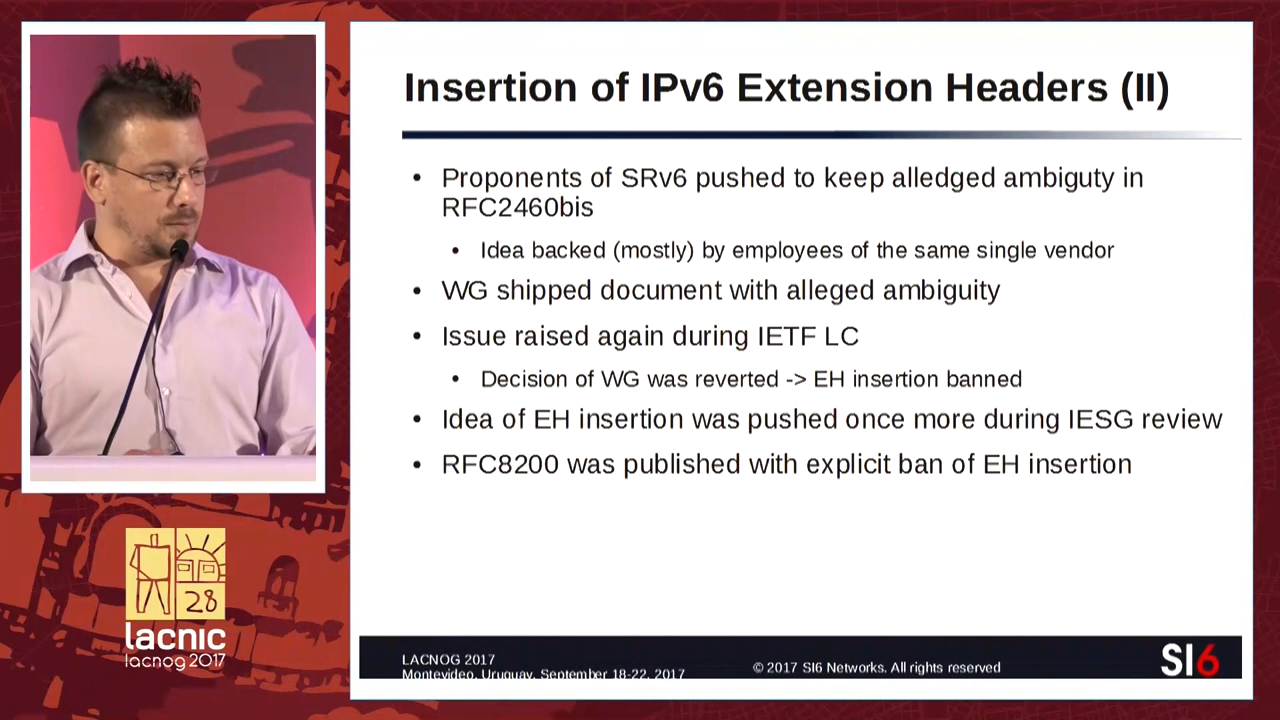 Insertion of IPv6 Extension Headers (II)
• Proponents of SRv6 pushed to keep alledged ambiguty in
RFC2460bis
• Idea backed (mostly) by employees of the same single vendor
• WG shipped document with alleged ambiguity
• Issue raised again during IETF LC
• Decision of WG was reverted -> EH insertion banned
• Idea of EH insertion was pushed once more during IESG review
• RFC8200 was published with explicit ban of EH insertion
28
lacnic
lacnog 2017
LACNOG 2017
Montevideo, Uruguay, September 18-22, 2017
© 2017 SI6 Networks. All rights reserved
SI6